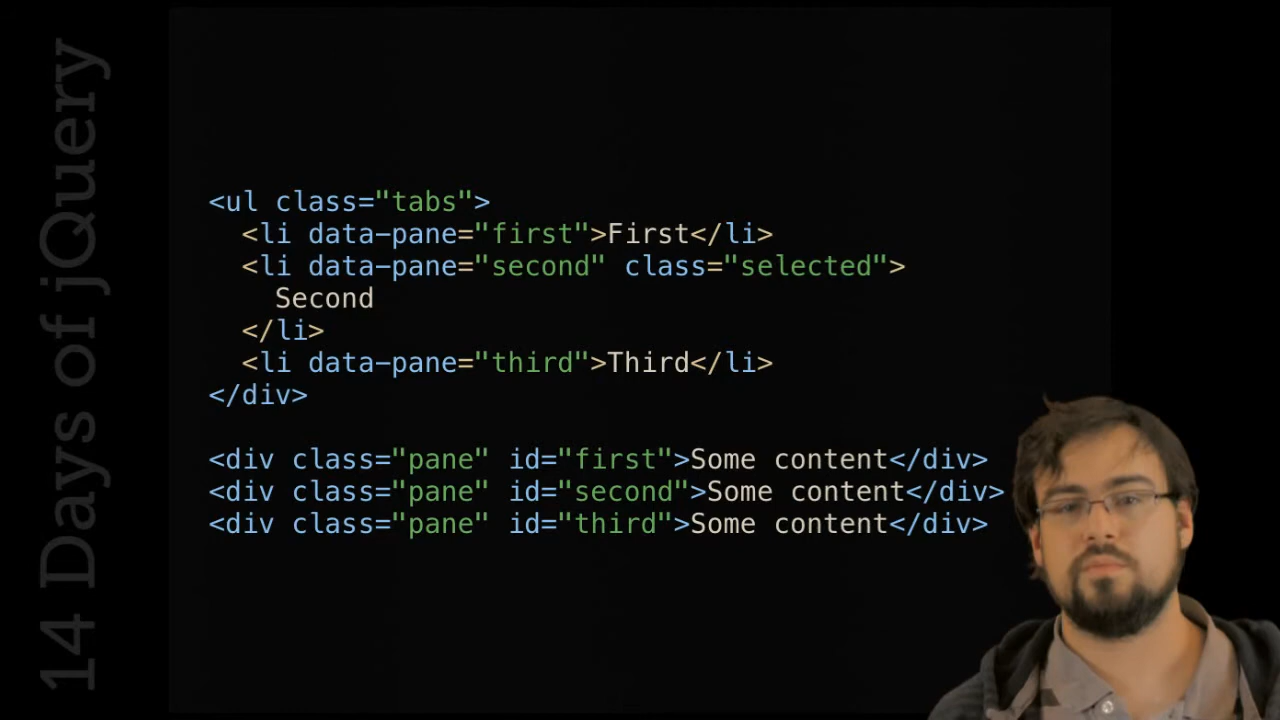 14 Days of jQuery
<ul class="tabs">
  <li data-pane="first">First</li>
  <li data-pane="second" class="selected">
    Second
  </li>
  <li data-pane="third">Third</li>
</div>
<div class="pane" id="first">Some content</div>
<div class="pane" id="second">Some content</div>
<div class="pane" id="third">Some content</div>